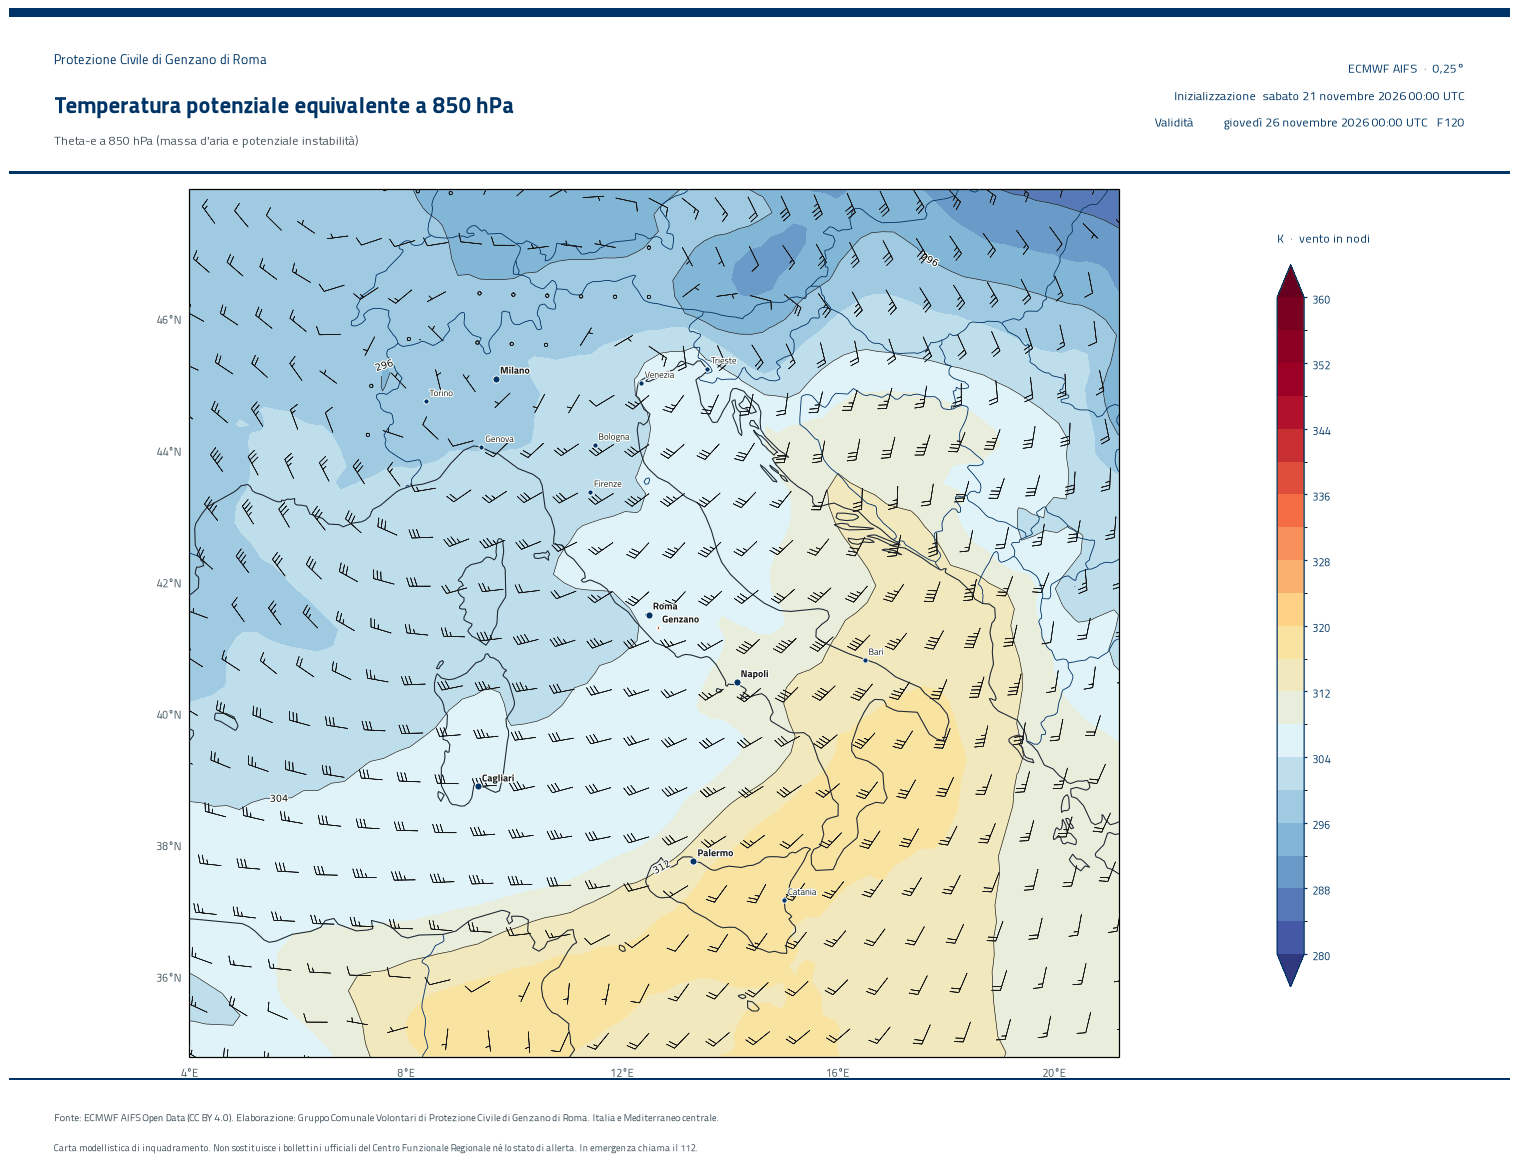 Protezione Civile di Genzano di Roma
Temperatura potenziale equivalente a 850 hPa
Theta-e a 850 hPa (massa d'aria e potenziale instabilità)
ECMWF AIFS · 0,25°
Inizializzazione sabato 21 novembre 2026 00:00 UTC
Validità giovedì 26 novembre 2026 00:00 UTC F120
K · vento in nodi
360
352
344
336
328
320
312
304
296
288
280
46°N
44°N
42°N
40°N
38°N
36°N
4°E
8°E
12°E
16°E
20°E
296
296
304
312
Trieste
Venezia
Milano
Torino
Genova
Bologna
Firenze
Roma
Genzano
Bari
Napoli
Cagliari
Palermo
Catania
Fonte: ECMWF AIFS Open Data (CC BY 4.0). Elaborazione: Gruppo Comunale Volontari di Protezione Civile di Genzano di Roma. Italia e Mediterraneo centrale.
Carta modellistica di inquadramento. Non sostituisce i bollettini ufficiali del Centro Funzionale Regionale né lo stato di allerta. In emergenza chiama il 112.